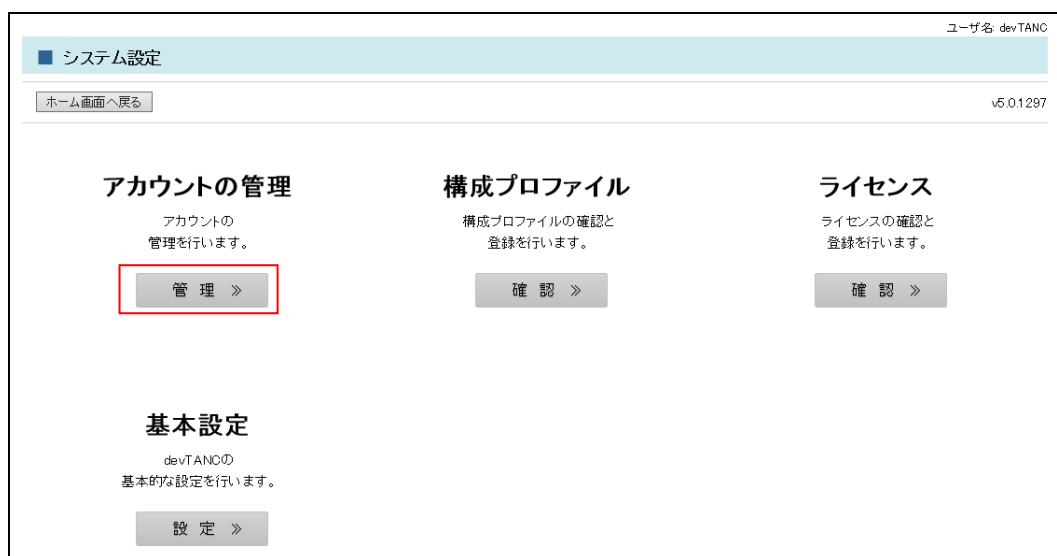 ユーザ名: devTANC
■ システム設定
ホーム画面へ戻る
v5.0.1297
アカウントの管理
アカウントの
管理を行います。
管 理 ≫
構成プロファイル
構成プロファイルの確認と
登録を行います。
確 認 ≫
ライセンス
ライセンスの確認と
登録を行います。
確 認 ≫
基本設定
devTANCの
基本的な設定を行います。
設 定 ≫